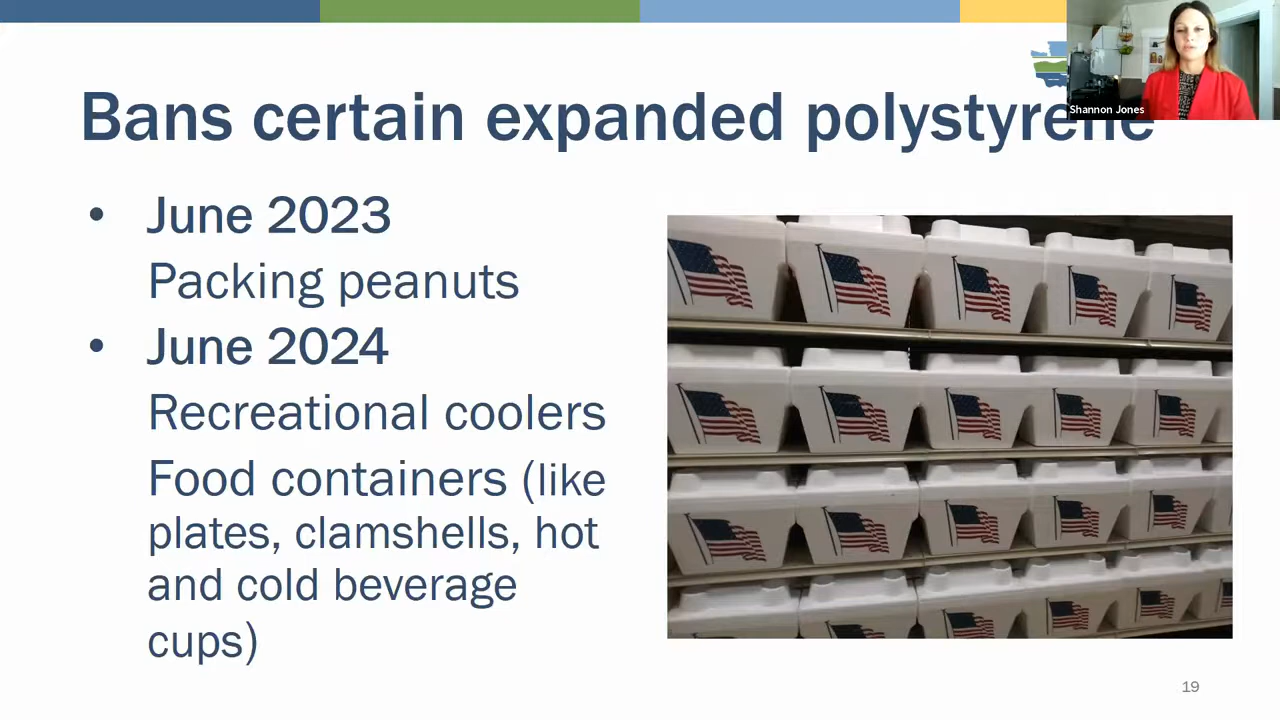 Shannon Jones
Bans certain expanded polystyrene
• June 2023
Packing peanuts
• June 2024
Recreational coolers
Food containers (like
plates, clamshells, hot
and cold beverage
cups)
19